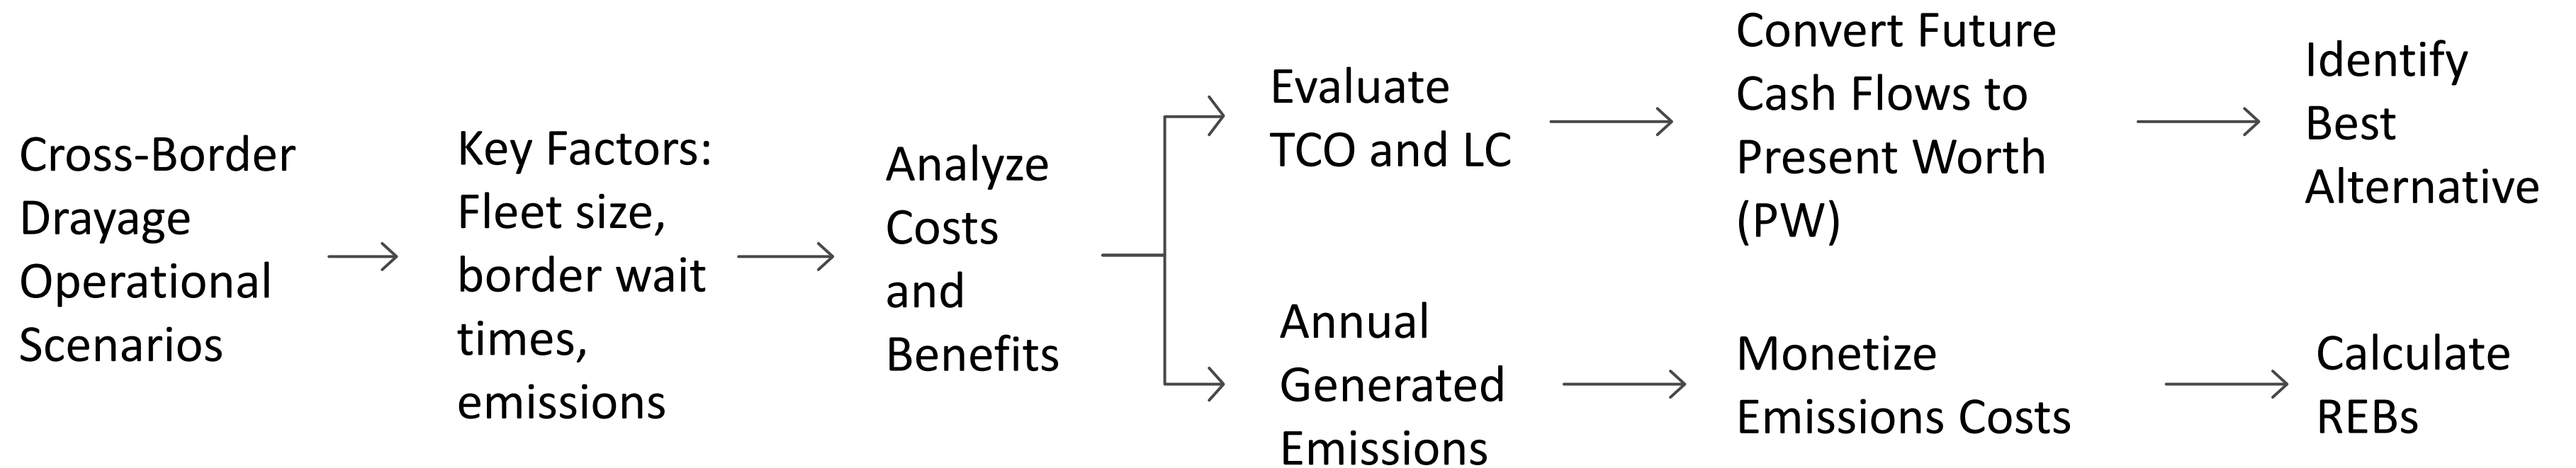 Cross-Border
Drayage
Operational
Scenarios
Key Factors:
Fleet size,
border wait
times,
emissions
Analyze
Costs
and
Benefits
Evaluate
TCO and LC
Convert Future
Cash Flows to
Present Worth
(PW)
Identify
Best
Alternative
Annual
Generated
Emissions
Monetize
Emissions Costs
Calculate
REBs